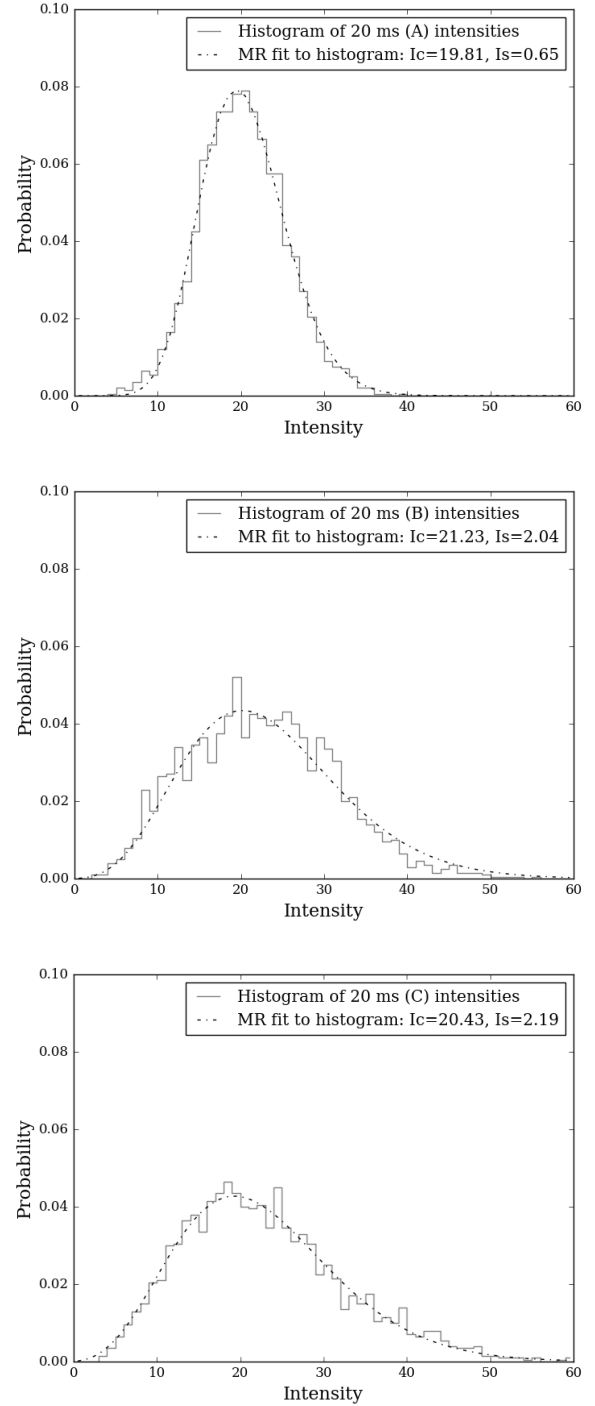 Histogram of 20 ms (A) intensities
MR fit to histogram: Ic=19.81, Is=0.65
0.10
0.08
0.06
0.04
0.02
0.00
Probability
0 10 20 30 40 50 60
Intensity
Histogram of 20 ms (B) intensities
MR fit to histogram: Ic=21.23, Is=2.04
0.10
0.08
0.06
0.04
0.02
0.00
Probability
0 10 20 30 40 50 60
Intensity
Histogram of 20 ms (C) intensities
MR fit to histogram: Ic=20.43, Is=2.19
0.10
0.08
0.06
0.04
0.02
0.00
Probability
0 10 20 30 40 50 60
Intensity